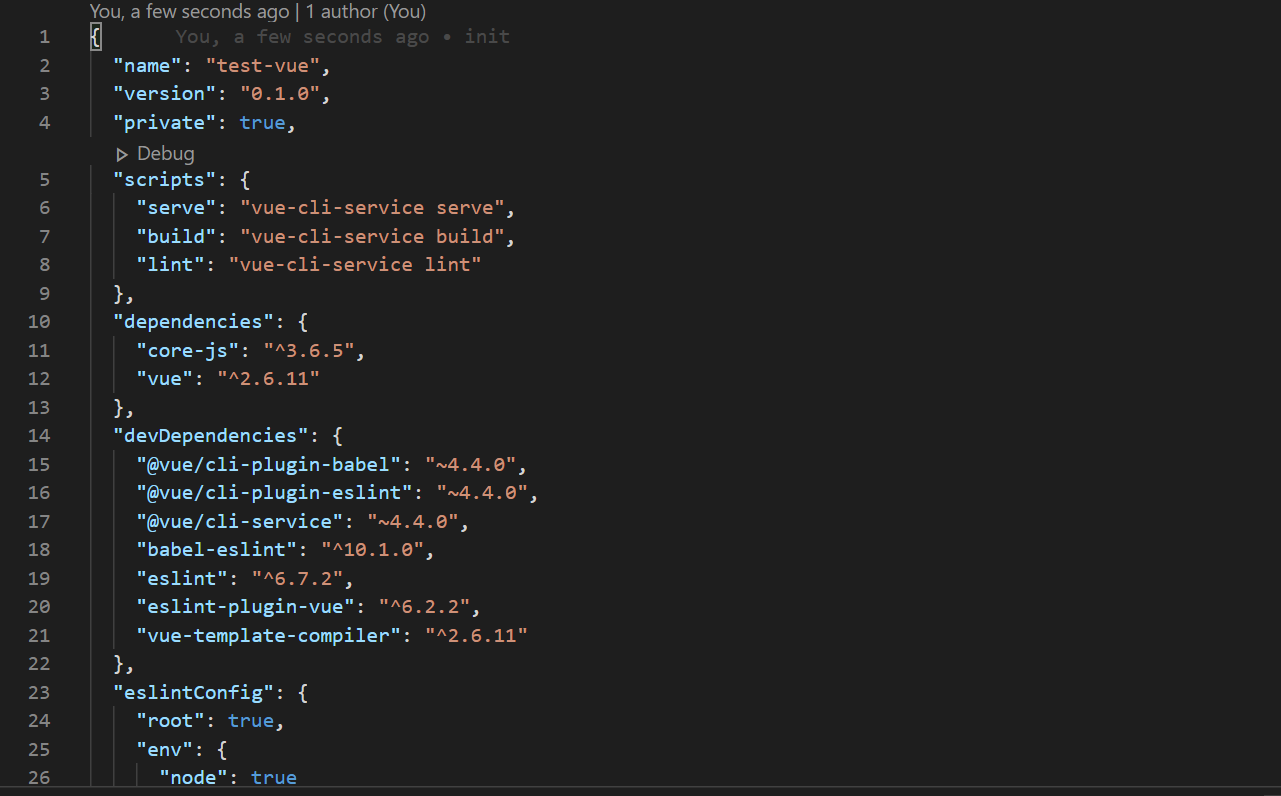 You, a few seconds ago | 1 author (You)
1 { You, a few seconds ago • init
2 "name": "test-vue",
3 "version": "0.1.0",
4 "private": true,
Debug
5 "scripts": {
6 "serve": "vue-cli-service serve",
7 "build": "vue-cli-service build",
8 "lint": "vue-cli-service lint"
9 },
10 "dependencies": {
11 "core-js": "^3.6.5",
12 "vue": "^2.6.11"
13 },
14 "devDependencies": {
15 "@vue/cli-plugin-babel": "~4.4.0",
16 "@vue/cli-plugin-eslint": "~4.4.0",
17 "@vue/cli-service": "~4.4.0",
18 "babel-eslint": "^10.1.0",
19 "eslint": "^6.7.2",
20 "eslint-plugin-vue": "^6.2.2",
21 "vue-template-compiler": "^2.6.11"
22 },
23 "eslintConfig": {
24 "root": true,
25 "env": {
26 "node": true